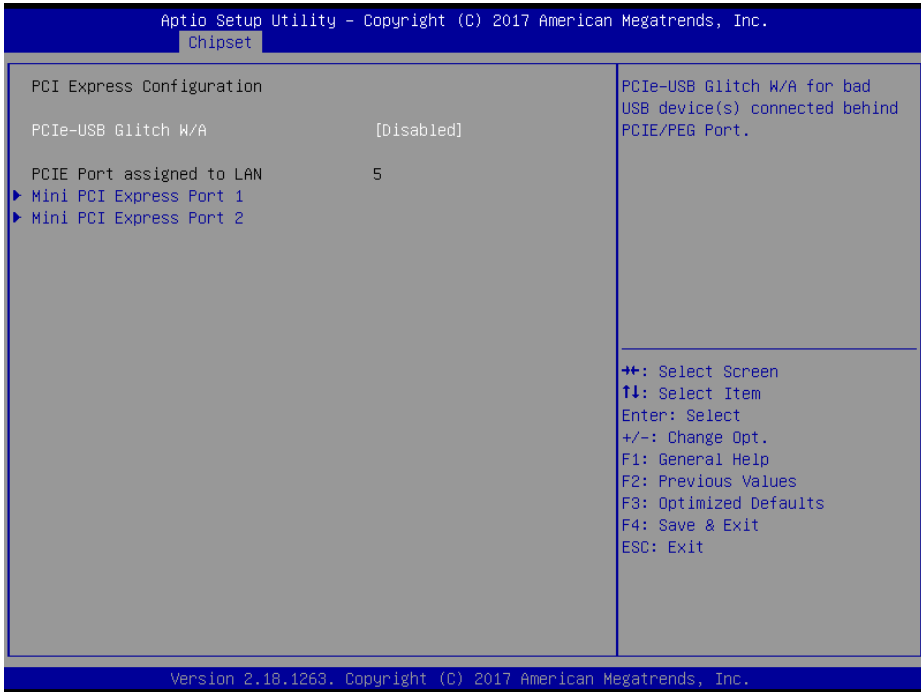 Aptio Setup Utility – Copyright (C) 2017 American Megatrends, Inc.
Chipset
PCI Express Configuration
PCIe-USB Glitch W/A [Disabled]
PCIE Port assigned to LAN 5
Mini PCI Express Port 1
Mini PCI Express Port 2
PCIe-USB Glitch W/A for bad
USB device(s) connected behind
PCIE/PEG Port.
→←: Select Screen
↑↓: Select Item
Enter: Select
+/-: Change Opt.
F1: General Help
F2: Previous Values
F3: Optimized Defaults
F4: Save & Exit
ESC: Exit
Version 2.18.1263. Copyright (C) 2017 American Megatrends, Inc.